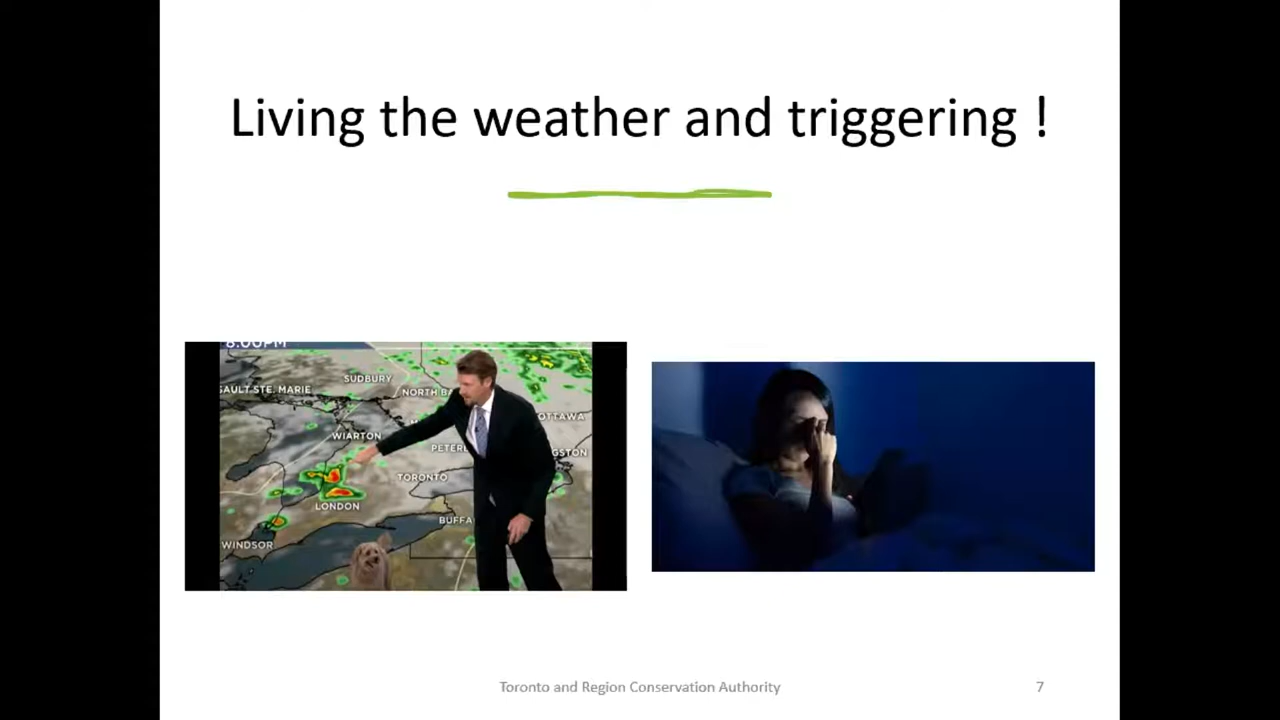 Living the weather and triggering !
8:00PM
SUDBURY
SAULT STE. MARIE
NORTH BA
OTTAWA
WIARTON
PETER
GSTON
TORONTO
LONDON
BUFFA
WINDSOR
Toronto and Region Conservation Authority
7